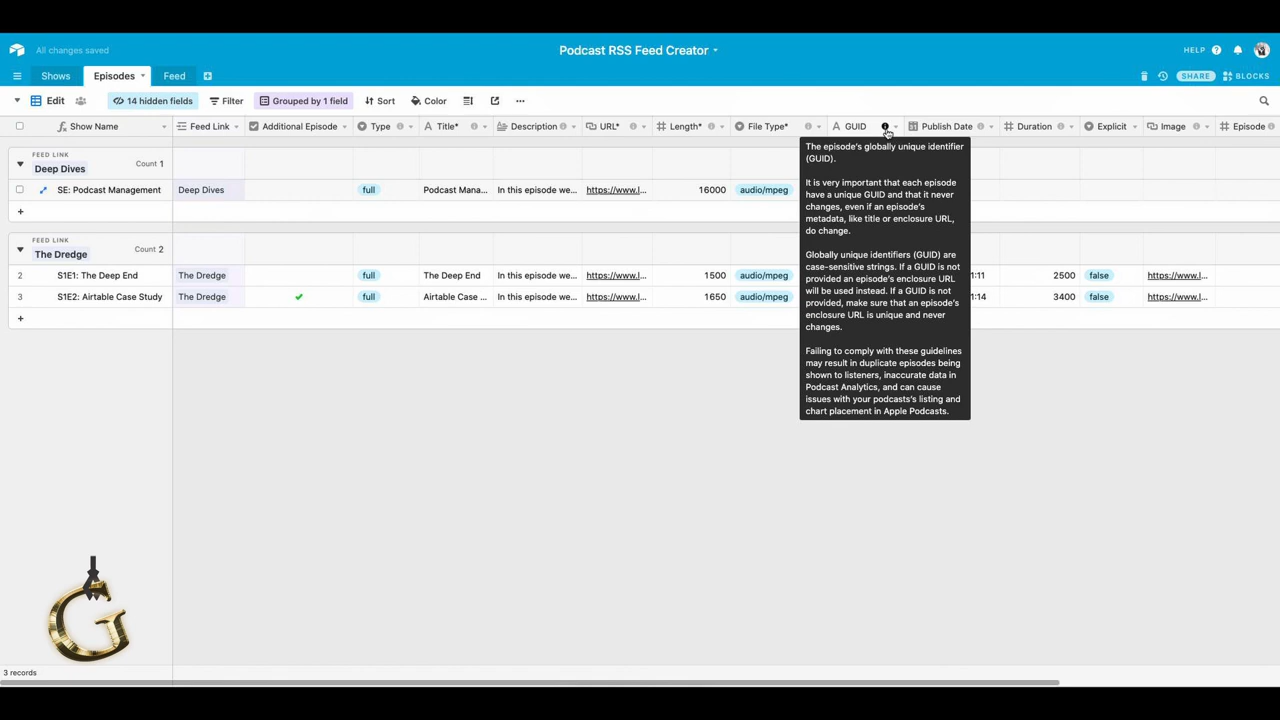 All changes saved
Podcast RSS Feed Creator
HELP
Shows
Episodes
Feed
SHARE
BLOCKS
Edit
14 hidden fields
Filter
Grouped by 1 field
Sort
Color
Show Name
Feed Link
Additional Episode
Type
Title*
Description
URL*
Length*
File Type*
GUID
Publish Date
Duration
Explicit
Image
Episode
FEED LINK
Deep Dives
Count 1
SE: Podcast Management
Deep Dives
full
Podcast Mana...
In this episode we...
https://www.l...
16000
audio/mpeg
FEED LINK
The Dredge
Count 2
2
S1E1: The Deep End
The Dredge
full
The Deep End
In this episode we...
https://www.l...
1500
audio/mpeg
1:11
2500
false
https://www.l...
3
S1E2: Airtable Case Study
The Dredge
full
Airtable Case ...
In this episode we...
https://www.l...
1650
audio/mpeg
1:14
3400
false
https://www.l...
The episode's globally unique identifier
(GUID).
It is very important that each episode
have a unique GUID and that it never
changes, even if an episode's
metadata, like title or enclosure URL,
do change.
Globally unique identifiers (GUID) are
case-sensitive strings. If a GUID is not
provided an episode's enclosure URL
will be used instead. If a GUID is not
provided, make sure that an episode's
enclosure URL is unique and never
changes.
Failing to comply with these guidelines
may result in duplicate episodes being
shown to listeners, inaccurate data in
Podcast Analytics, and can cause
issues with your podcasts's listing and
chart placement in Apple Podcasts.
G
3 records